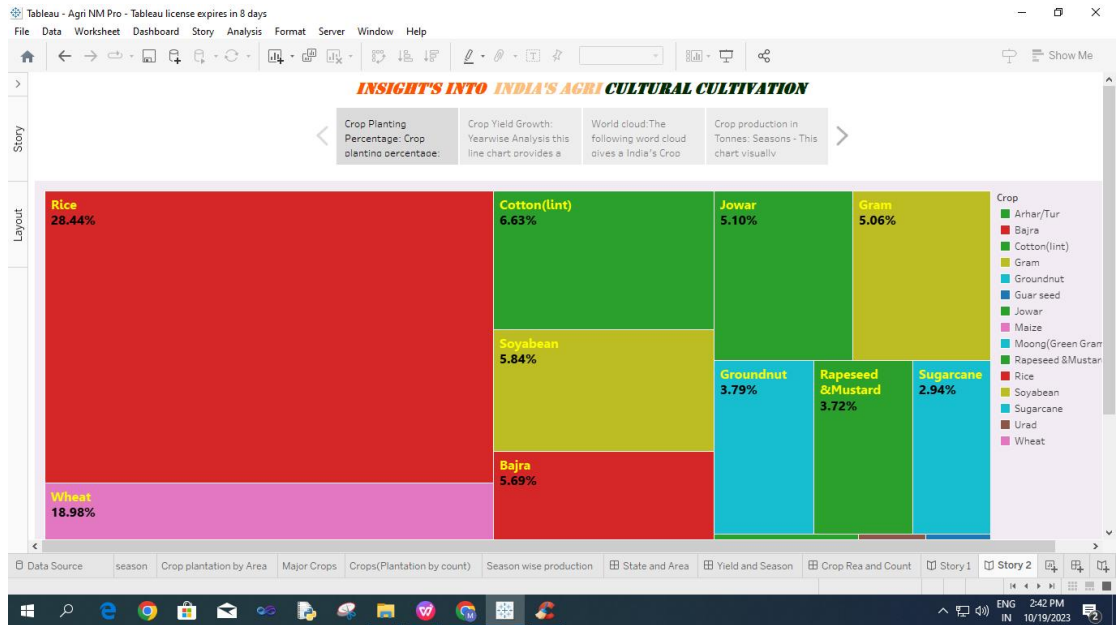 Tableau - Agri NM Pro - Tableau license expires in 8 days
File Data Worksheet Dashboard Story Analysis Format Server Window Help
Show Me
INSIGHT'S INTO INDIA'S AGRI CULTURAL CULTIVATION
Story
Layout
Crop Planting
Percentage: Crop
planting percentage:
Crop Yield Growth:
Yearwise Analysis this
line chart provides a
World cloud:The
following word cloud
gives a India's Crop
Crop production in
Tonnes: Seasons - This
chart visually
Rice
28.44%
Wheat
18.98%
Cotton(lint)
6.63%
Soyabean
5.84%
Bajra
5.69%
Jowar
5.10%
Gram
5.06%
Groundnut
3.79%
Rapeseed
&Mustard
3.72%
Sugarcane
2.94%
Crop
Arhar/Tur
Bajra
Cotton(lint)
Gram
Groundnut
Guar seed
Jowar
Maize
Moong(Green Gram
Rapeseed &Mustar
Rice
Soyabean
Sugarcane
Urad
Wheat
Data Source season Crop plantation by Area Major Crops Crops(Plantation by count) Season wise production State and Area Yield and Season Crop Rea and Count Story 1 Story 2
ENG 2:42 PM
IN 10/19/2023
2